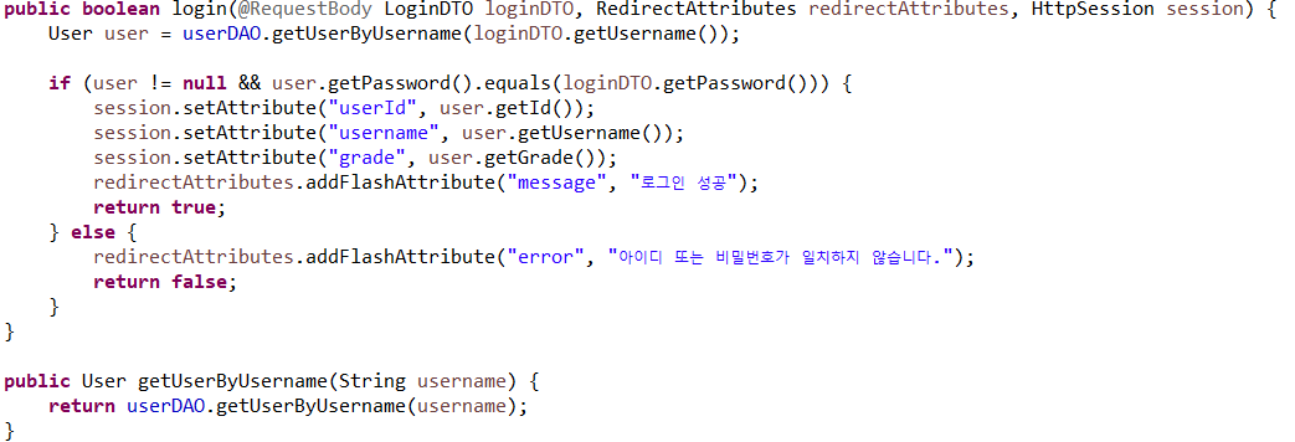 public boolean login(@RequestBody LoginDTO loginDTO, RedirectAttributes redirectAttributes, HttpSession session) {
    User user = userDAO.getUserByUsername(loginDTO.getUsername());

    if (user != null && user.getPassword().equals(loginDTO.getPassword())) {
        session.setAttribute("userId", user.getId());
        session.setAttribute("username", user.getUsername());
        session.setAttribute("grade", user.getGrade());
        redirectAttributes.addFlashAttribute("message", "로그인 성공");
        return true;
    } else {
        redirectAttributes.addFlashAttribute("error", "아이디 또는 비밀번호가 일치하지 않습니다.");
        return false;
    }
}

public User getUserByUsername(String username) {
    return userDAO.getUserByUsername(username);
}